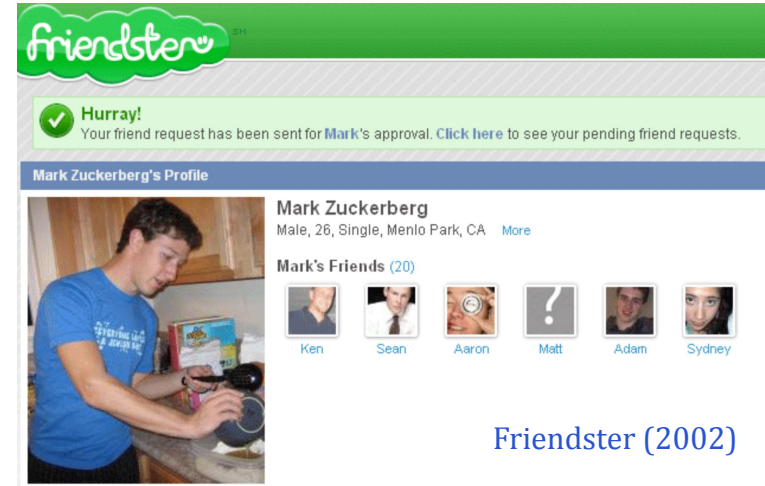 friendster
SM
Hurray!
Your friend request has been sent for Mark's approval. Click here to see your pending friend requests.
Mark Zuckerberg's Profile
Mark Zuckerberg
Male, 26, Single, Menlo Park, CA More
Mark's Friends (20)
Ken Sean Aaron Matt Adam Sydney
Friendster (2002)